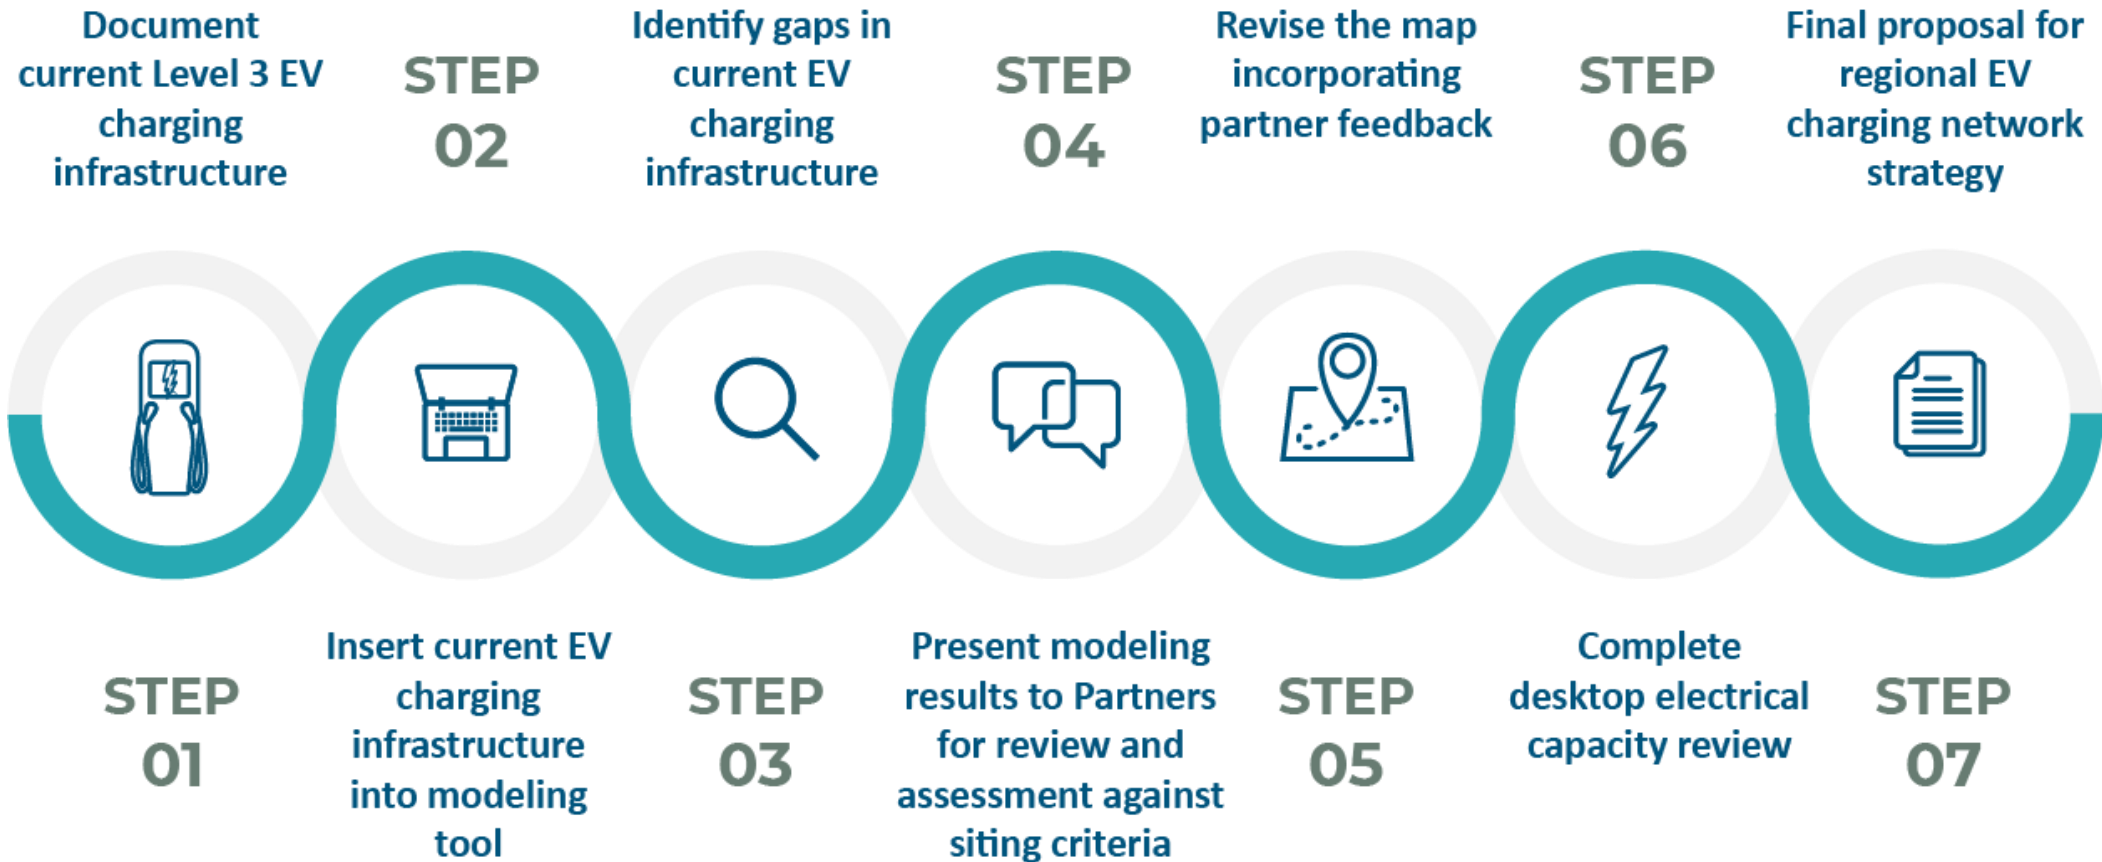 Document
current Level 3 EV
charging
infrastructure
STEP
01
STEP
02
Insert current EV
charging
infrastructure
into modeling
tool
Identify gaps in
current EV
charging
infrastructure
STEP
03
STEP
04
Present modeling
results to Partners
for review and
assessment against
siting criteria
Revise the map
incorporating
partner feedback
STEP
05
STEP
06
Complete
desktop electrical
capacity review
Final proposal for
regional EV
charging network
strategy
STEP
07